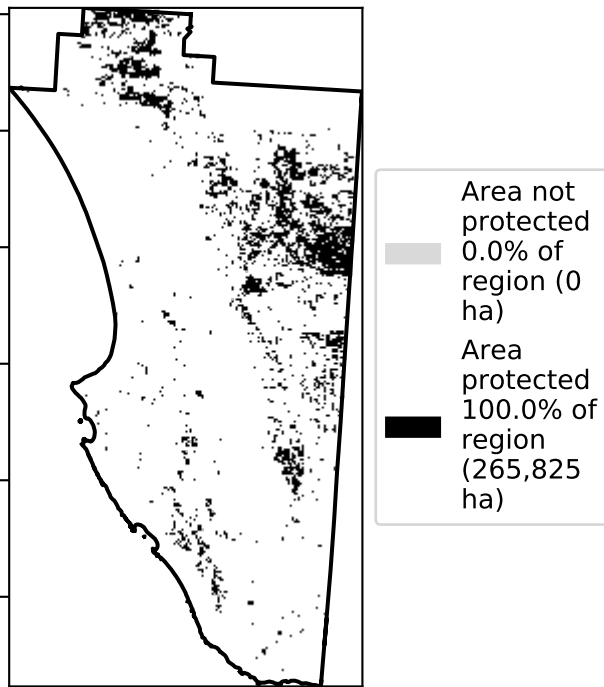 Area not
protected
0.0% of
region (0
ha)
Area
protected
100.0% of
region
(265,825
ha)